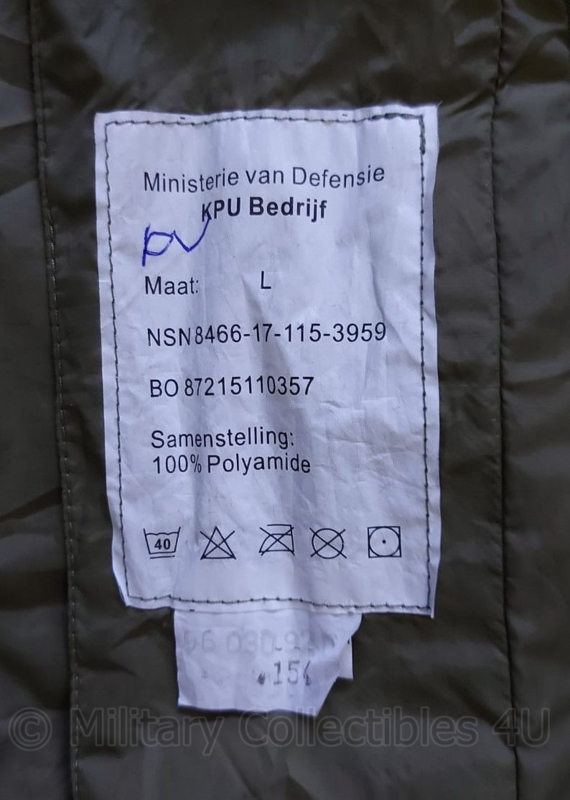 Ministerie van Defensie
KPU Bedrijf
Maat: L
NSN 8466-17-115-3959
BO 87215110357
Samenstelling:
100% Polyamide
40
154
© Military Collectibles 4U